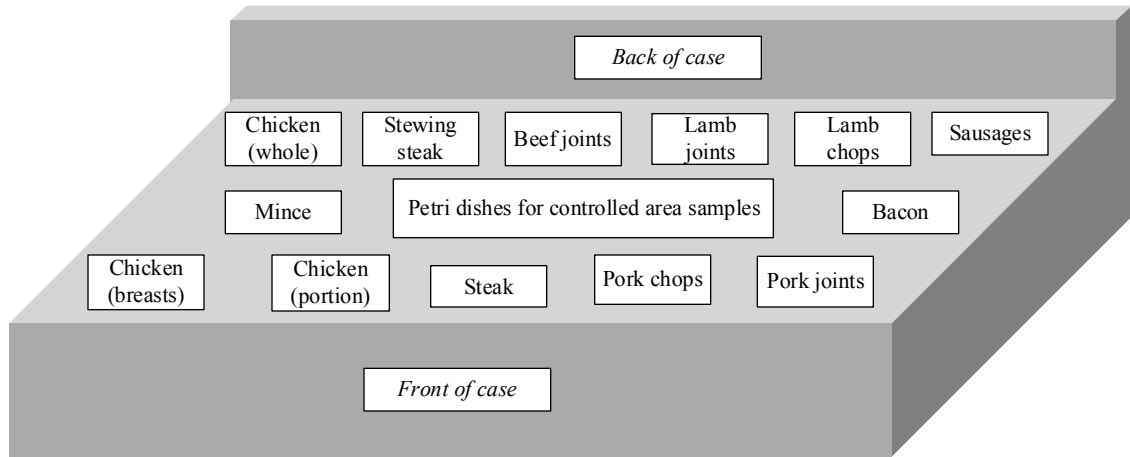 Back of case
Chicken
(whole)
Stewing
steak
Beef joints
Lamb
joints
Lamb
chops
Sausages
Mince
Petri dishes for controlled area samples
Bacon
Chicken
(breasts)
Chicken
(portion)
Steak
Pork chops
Pork joints
Front of case